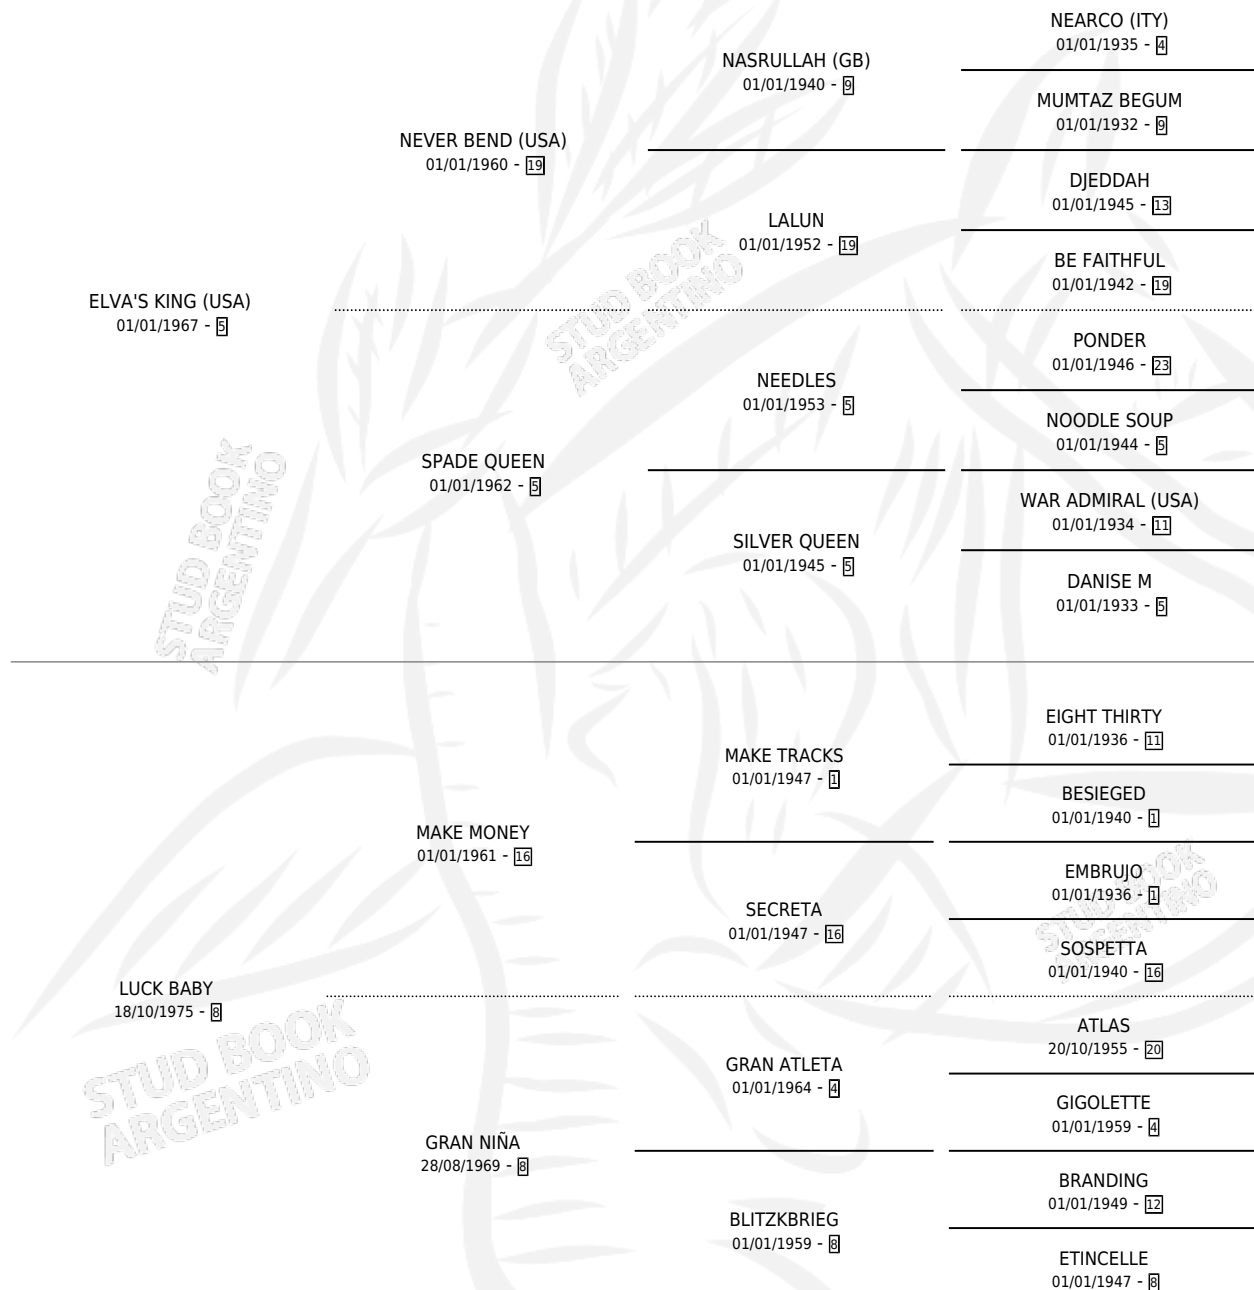 NEARCO (ITY)
01/01/1935 - 4
NASRULLAH (GB)
01/01/1940 - 9
MUMTAZ BEGUM
01/01/1932 - 9
NEVER BEND (USA)
01/01/1960 - 19
DJEDDAH
01/01/1945 - 13
LALUN
01/01/1952 - 19
BE FAITHFUL
01/01/1942 - 19
ELVA'S KING (USA)
01/01/1967 - 5
PONDER
01/01/1946 - 23
NEEDLES
01/01/1953 - 5
NOODLE SOUP
01/01/1944 - 5
SPADE QUEEN
01/01/1962 - 5
WAR ADMIRAL (USA)
01/01/1934 - 11
SILVER QUEEN
01/01/1945 - 5
DANISE M
01/01/1933 - 5
EIGHT THIRTY
01/01/1936 - 11
MAKE TRACKS
01/01/1947 - 1
BESIEGED
01/01/1940 - 1
MAKE MONEY
01/01/1961 - 16
EMBRUJO
01/01/1936 - 1
SECRETA
01/01/1947 - 16
SOSPETTA
01/01/1940 - 16
LUCK BABY
18/10/1975 - 8
ATLAS
20/10/1955 - 20
GRAN ATLETA
01/01/1964 - 4
GIGOLETTE
01/01/1959 - 4
GRAN NIÑA
28/08/1969 - 8
BRANDING
01/01/1949 - 12
BLITZKBRIEG
01/01/1959 - 8
ETINCELLE
01/01/1947 - 8
STUD BOOK
ARGENTINO
STUD BOOK
ARGENTINO
STUD BOOK
ARGENTINO
STUD BOOK
ARGENTINO